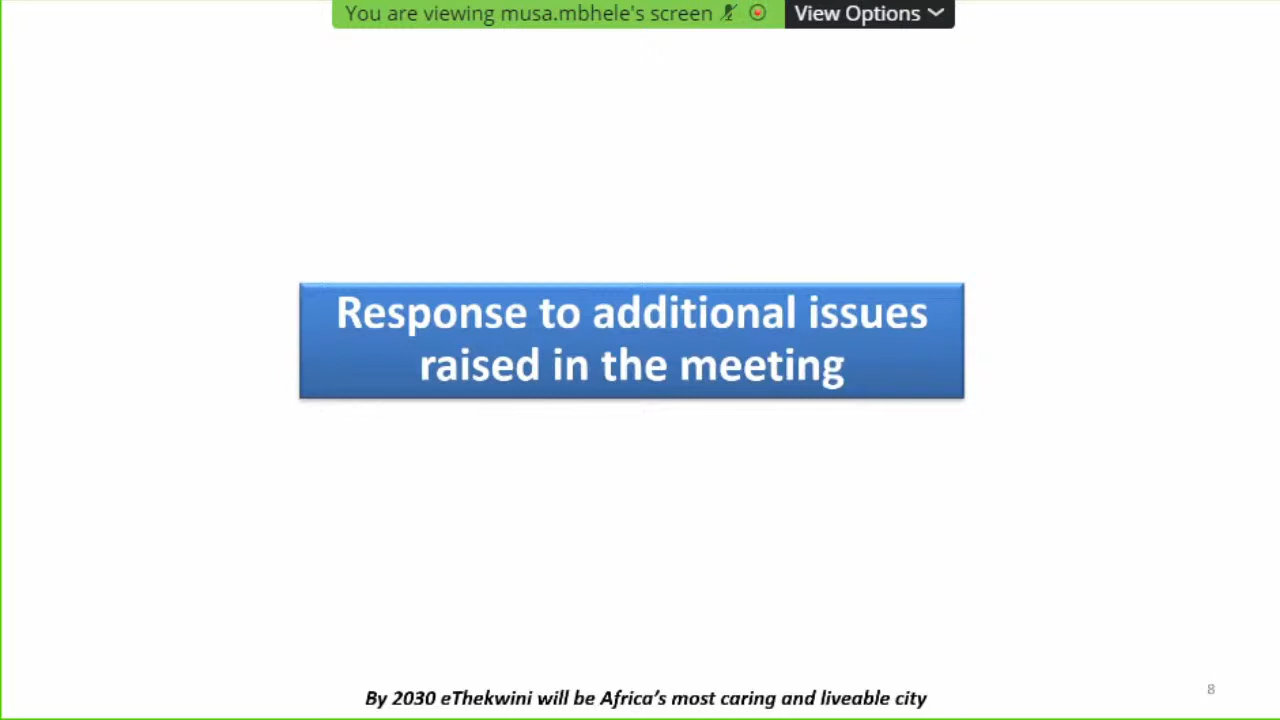 You are viewing musa.mbhele's screen
View Options
Response to additional issues
raised in the meeting
By 2030 eThekwini will be Africa's most caring and liveable city
8